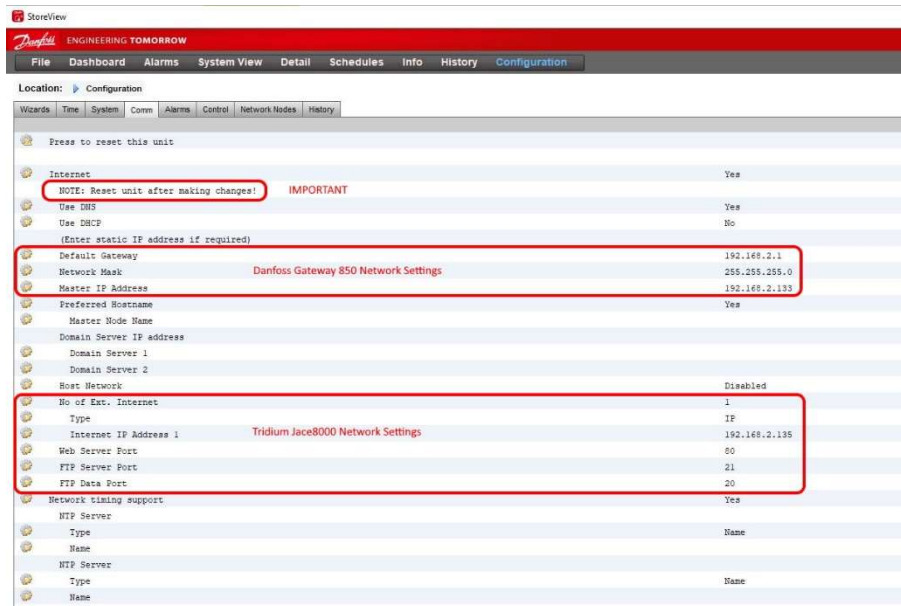 StoreView
Danfoss ENGINEERING TOMORROW
File Dashboard Alarms System View Detail Schedules Info History Configuration
Location: Configuration
Wizards Time System Comm Alarms Control Network Nodes History
Press to reset this unit
Internet Yes
NOTE: Reset unit after making changes! IMPORTANT
Use DNS Yes
Use DHCP No
(Enter static IP address if required)
Default Gateway 192.168.2.1
Network Mask Danfoss Gateway 850 Network Settings 255.255.255.0
Master IP Address 192.168.2.133
Preferred Hostname Yes
Master Node Name
Domain Server IP address
Domain Server 1
Domain Server 2
Host Network Disabled
No of Ext. Internet 1
Type IP
Internet IP Address 1 Tridium Jace8000 Network Settings 192.168.2.135
Web Server Port 80
FTP Server Port 21
FTP Data Port 20
Network timing support Yes
NTP Server
Type Name
Name
NTP Server
Type Name
Name